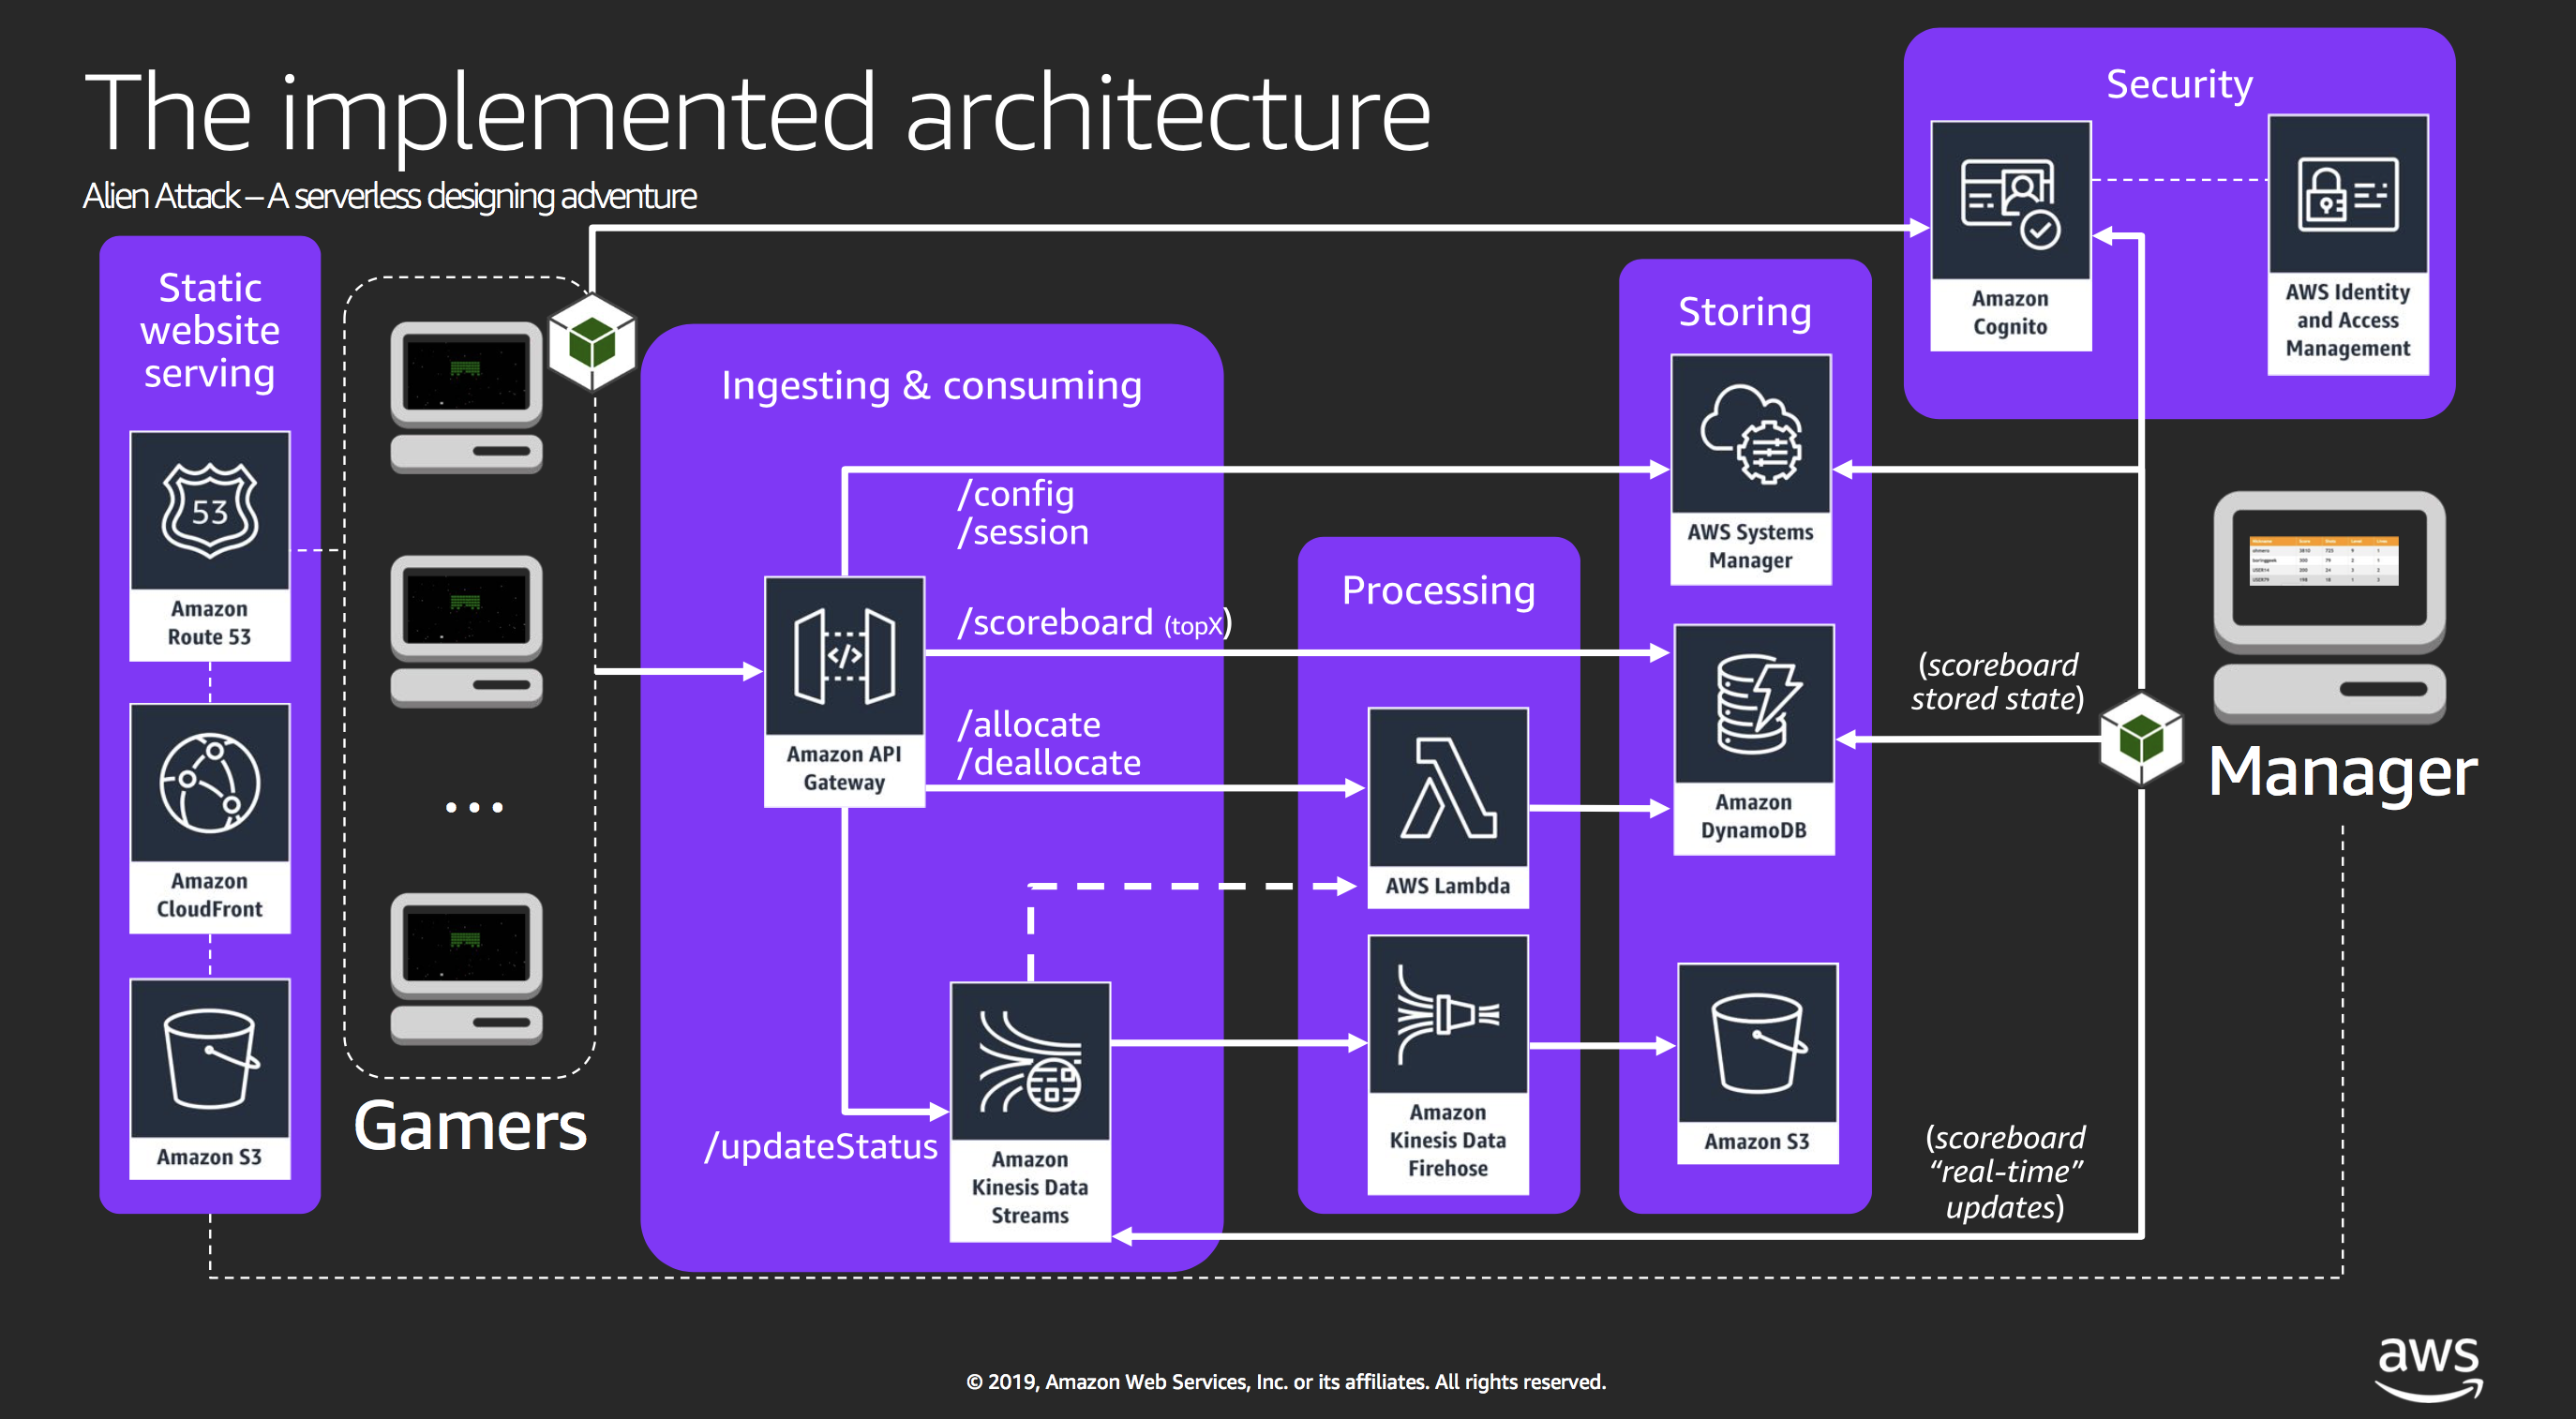 The implemented architecture
Alien Attack – A serverless designing adventure
Static
website
serving
53
Amazon
Route 53
Amazon
CloudFront
Amazon S3
...
Gamers
Ingesting & consuming
/config
/session
/scoreboard (topX)
/allocate
/deallocate
Amazon API
Gateway
/updateStatus
Amazon
Kinesis Data
Streams
Processing
AWS Lambda
Amazon
Kinesis Data
Firehose
Storing
AWS Systems
Manager
Amazon
DynamoDB
Amazon S3
Security
Amazon
Cognito
AWS Identity
and Access
Management
(scoreboard
stored state)
Manager
(scoreboard
“real-time”
updates)
© 2019, Amazon Web Services, Inc. or its affiliates. All rights reserved.
aws